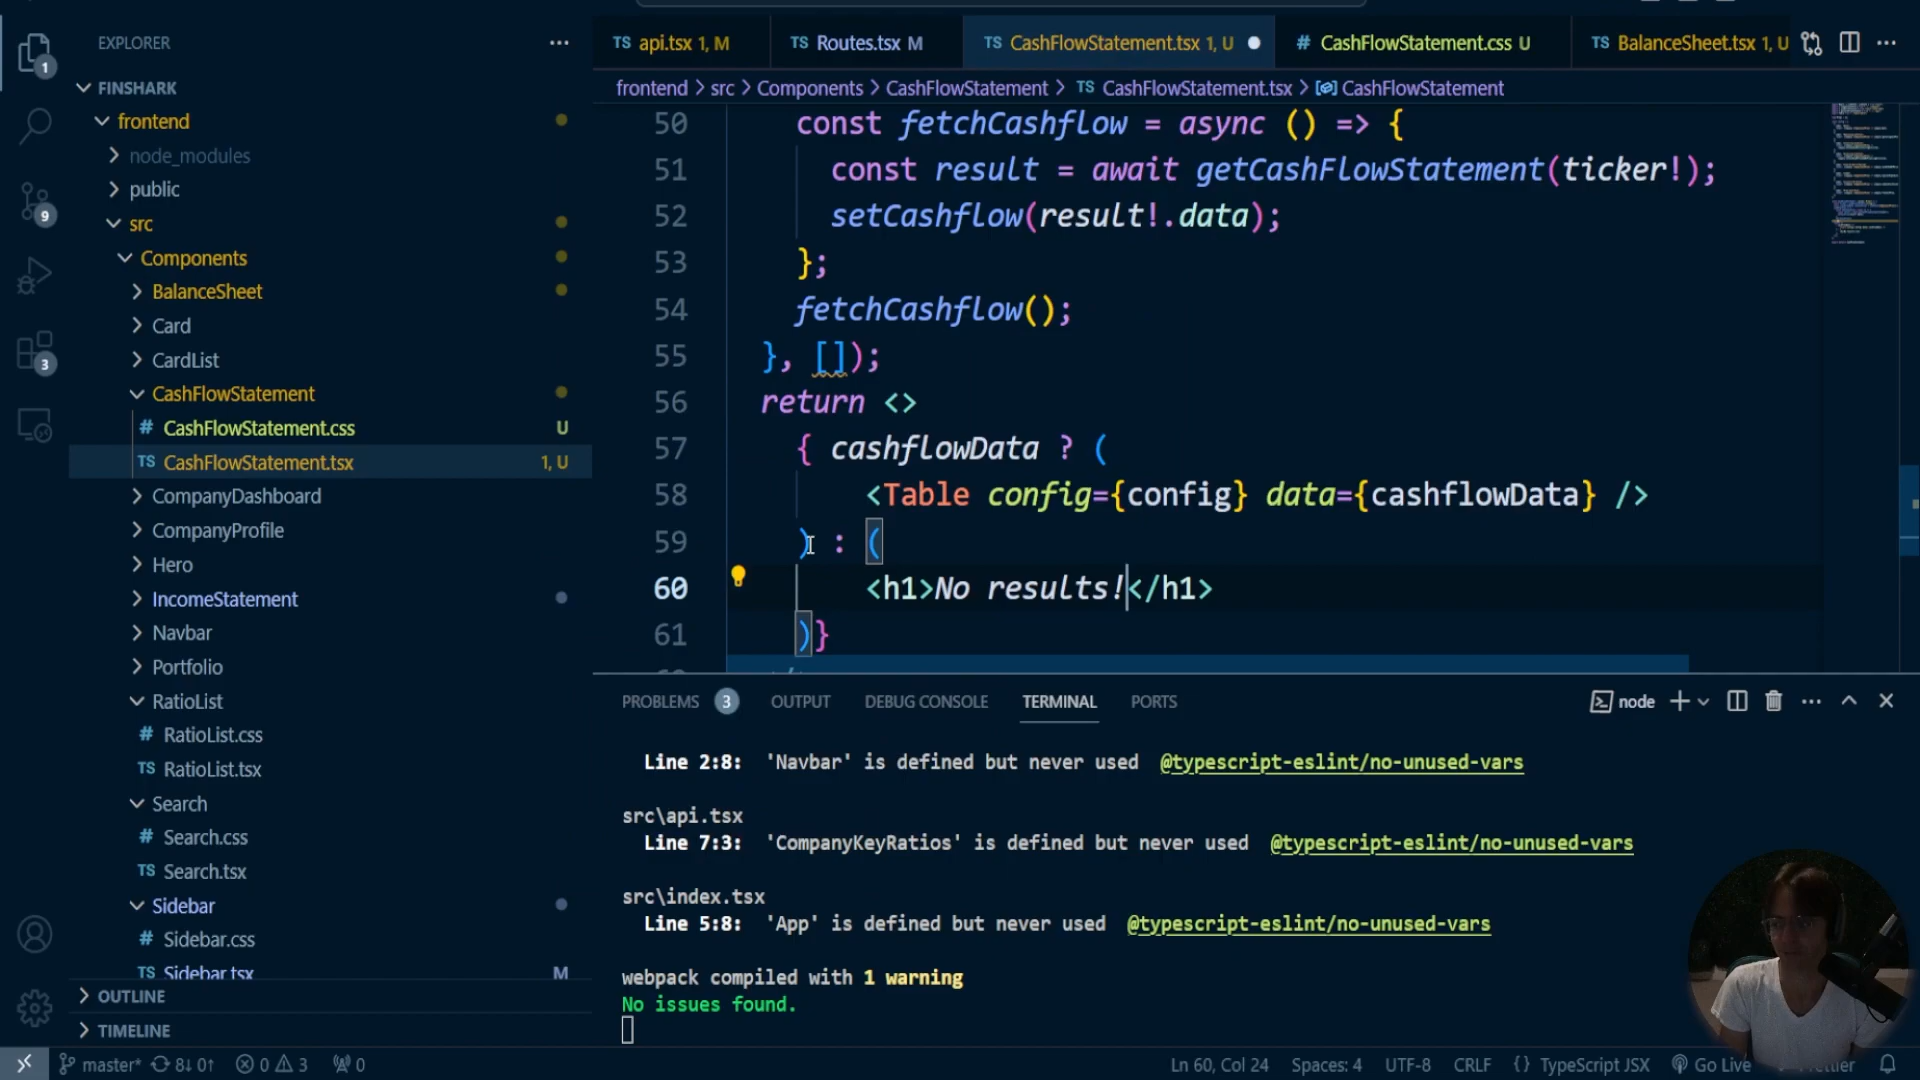 EXPLORER
FINSHARK
frontend
node_modules
public
src
Components
BalanceSheet
Card
CardList
CashFlowStatement
# CashFlowStatement.css U
TS CashFlowStatement.tsx 1, U
CompanyDashboard
CompanyProfile
Hero
IncomeStatement
Navbar
Portfolio
RatioList
# RatioList.css
TS RatioList.tsx
Search
# Search.css
TS Search.tsx
Sidebar
# Sidebar.css
TS Sidebar.tsx M
OUTLINE
TIMELINE
1
9
3
TS api.tsx 1, M
TS Routes.tsx M
TS CashFlowStatement.tsx 1, U
# CashFlowStatement.css U
TS BalanceSheet.tsx 1, U
frontend > src > Components > CashFlowStatement > TS CashFlowStatement.tsx > CashFlowStatement
50 const fetchCashflow = async () => {
51 const result = await getCashFlowStatement(ticker!);
52 setCashflow(result!.data);
53 };
54 fetchCashflow();
55 }, []);
56 return <>
57 { cashflowData ? (
58 <Table config={config} data={cashflowData} />
59 ) : (
60 <h1>No results!</h1>
61 )}
PROBLEMS 3 OUTPUT DEBUG CONSOLE TERMINAL PORTS
node
Line 2:8: 'Navbar' is defined but never used @typescript-eslint/no-unused-vars
src\api.tsx
Line 7:3: 'CompanyKeyRatios' is defined but never used @typescript-eslint/no-unused-vars
src\index.tsx
Line 5:8: 'App' is defined but never used @typescript-eslint/no-unused-vars
webpack compiled with 1 warning
No issues found.
master* 8↓ 0↑ 0 3 0
Ln 60, Col 24 Spaces: 4 UTF-8 CRLF {} TypeScript JSX Go Live